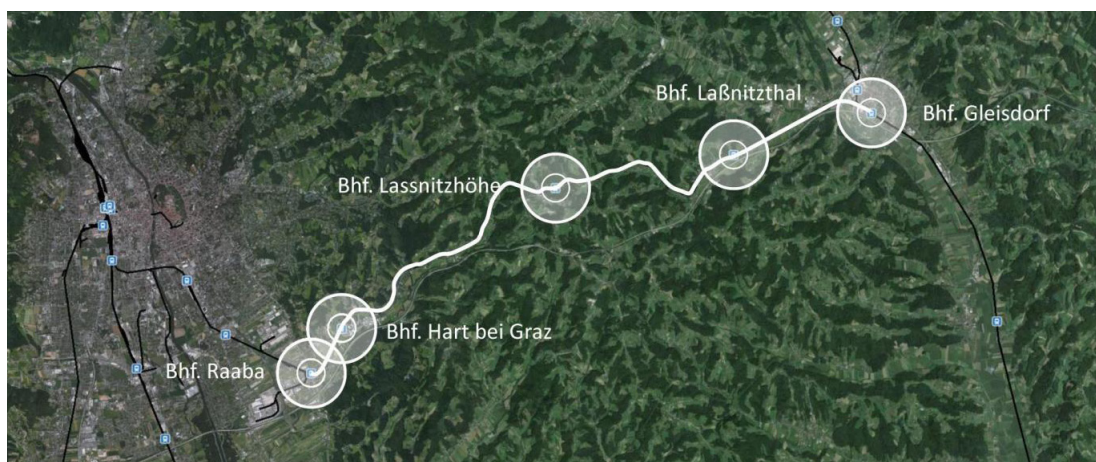 Bhf. Laßnitzthal
Bhf. Gleisdorf
Bhf. Lassnitzhöhe
Bhf. Hart bei Graz
Bhf. Raaba